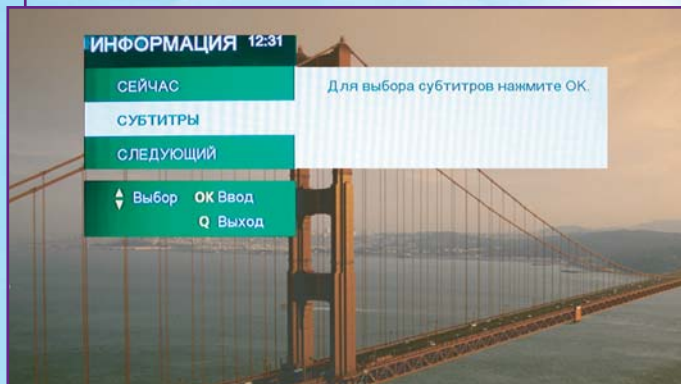 ИНФОРМАЦИЯ 12:31
СЕЙЧАС
Для выбора субтитров нажмите OK.
СУБТИТРЫ
СЛЕДУЮЩИЙ
Выбор OK Ввод
Q Выход